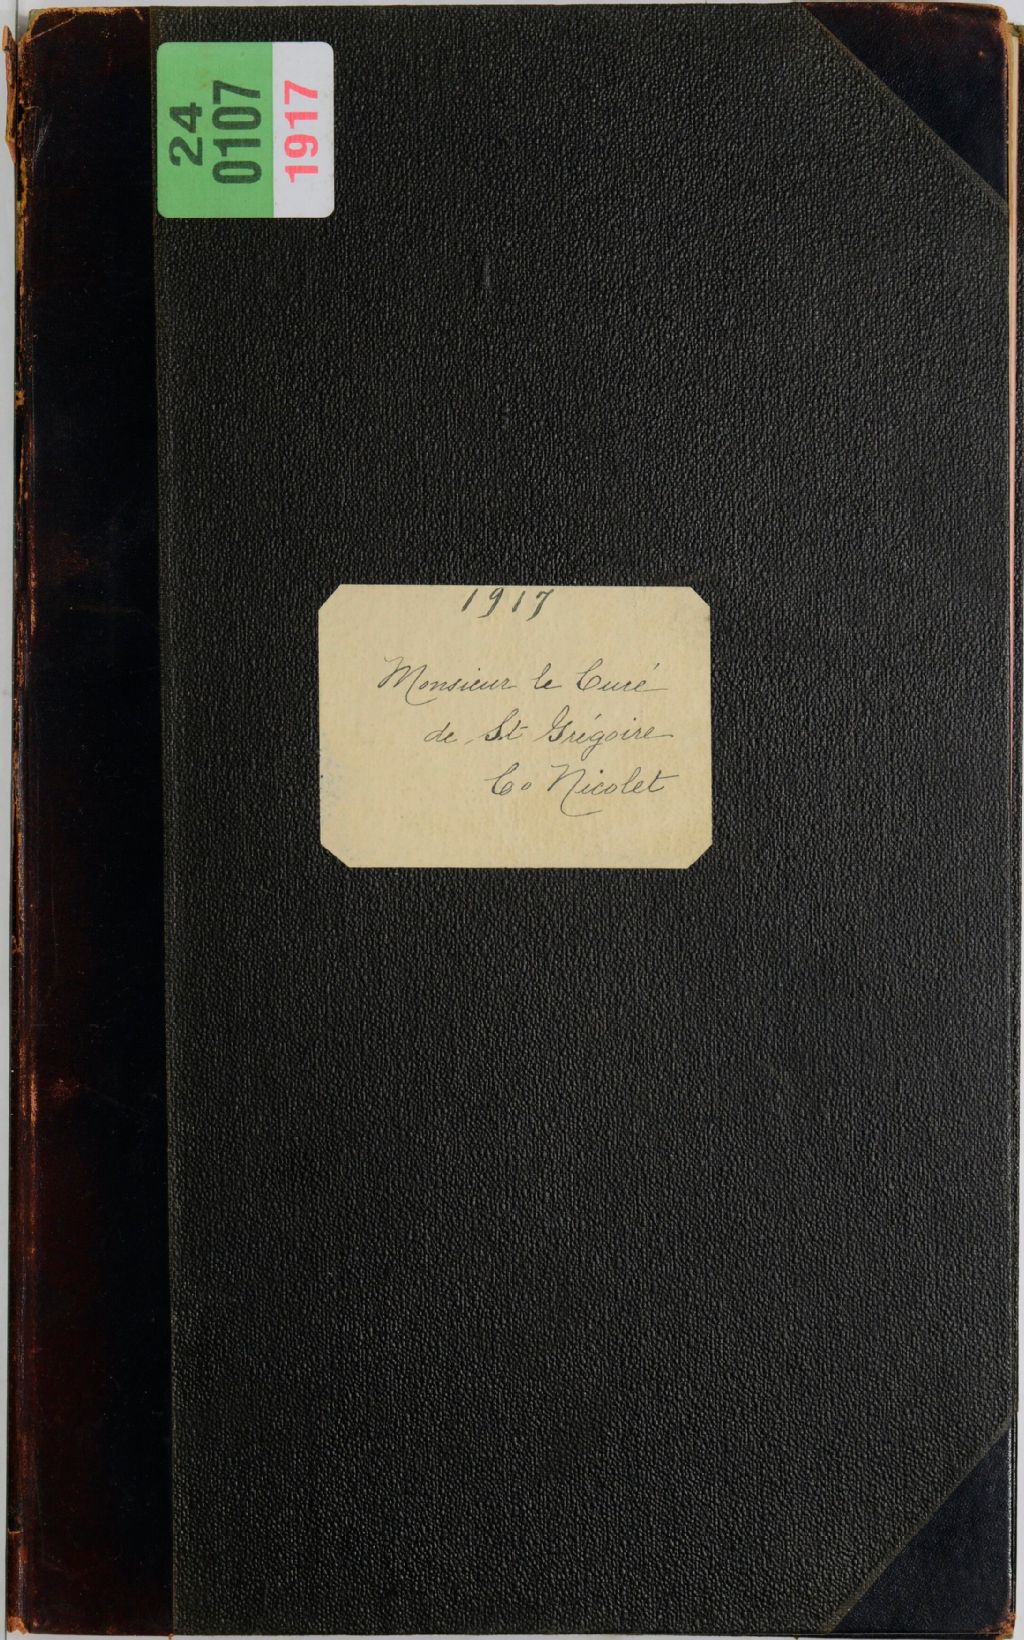 24
0107
1917
1917
Monsieur le Curé
de St Grégoire
Co Nicolet